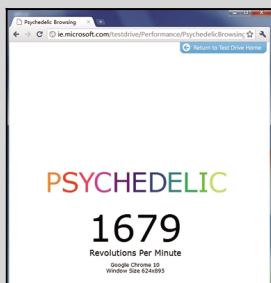 Psychedelic Browsing
ie.microsoft.com/testdrive/Performance/PsychedelicBrowsing
Return to Test Drive Home
PSYCHEDELIC
1679
Revolutions Per Minute
Google Chrome 10
Window Size 624x895